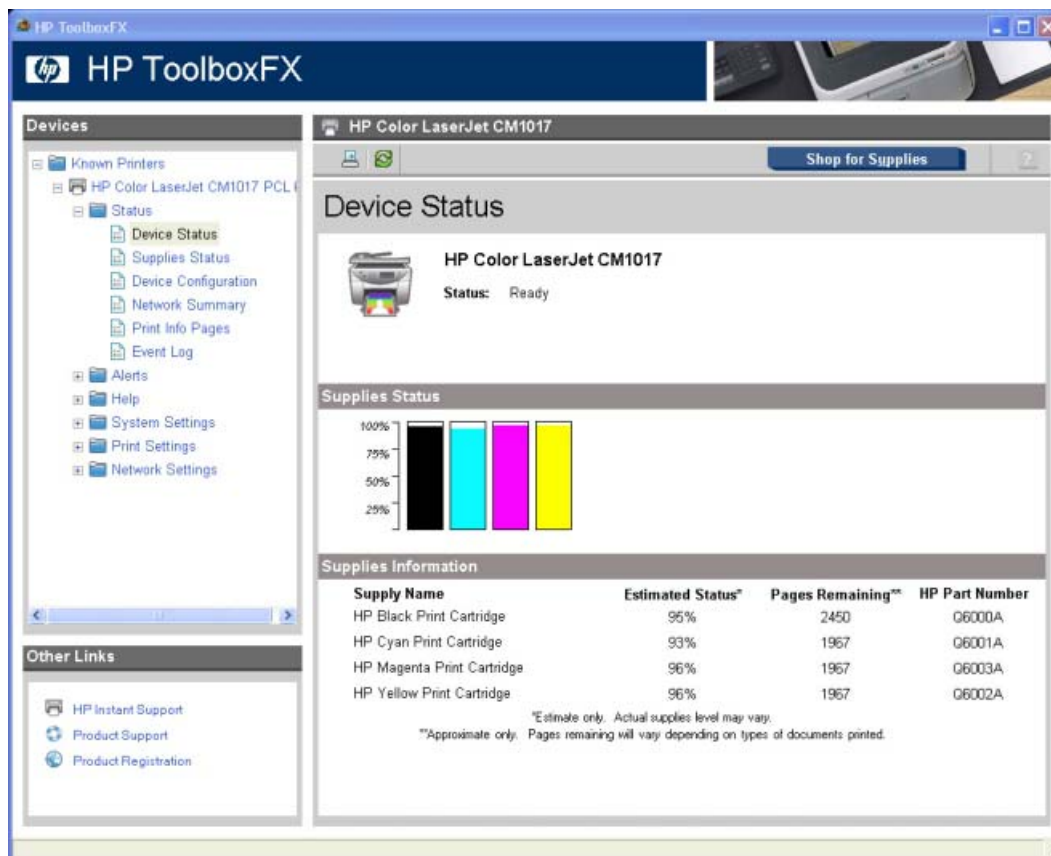 HP ToolboxFX
hp HP ToolboxFX
Devices
Known Printers
HP Color LaserJet CM1017 PCL
Status
Device Status
Supplies Status
Device Configuration
Network Summary
Print Info Pages
Event Log
Alerts
Help
System Settings
Print Settings
Network Settings
Other Links
HP Instant Support
Product Support
Product Registration
HP Color LaserJet CM1017
Shop for Supplies
?
Device Status
HP Color LaserJet CM1017
Status: Ready
Supplies Status
100%
75%
50%
25%
Supplies Information
Supply Name Estimated Status* Pages Remaining** HP Part Number
HP Black Print Cartridge 95% 2450 Q6000A
HP Cyan Print Cartridge 93% 1967 Q6001A
HP Magenta Print Cartridge 96% 1967 Q6003A
HP Yellow Print Cartridge 96% 1967 Q6002A
*Estimate only. Actual supplies level may vary.
**Approximate only. Pages remaining will vary depending on types of documents printed.